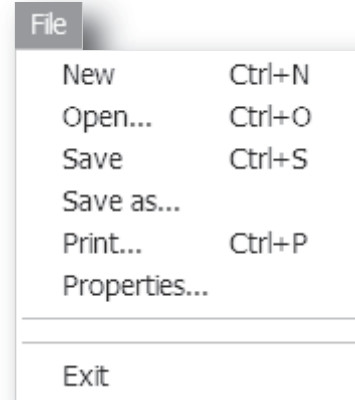 File
New Ctrl+N
Open... Ctrl+O
Save Ctrl+S
Save as...
Print... Ctrl+P
Properties...
Exit